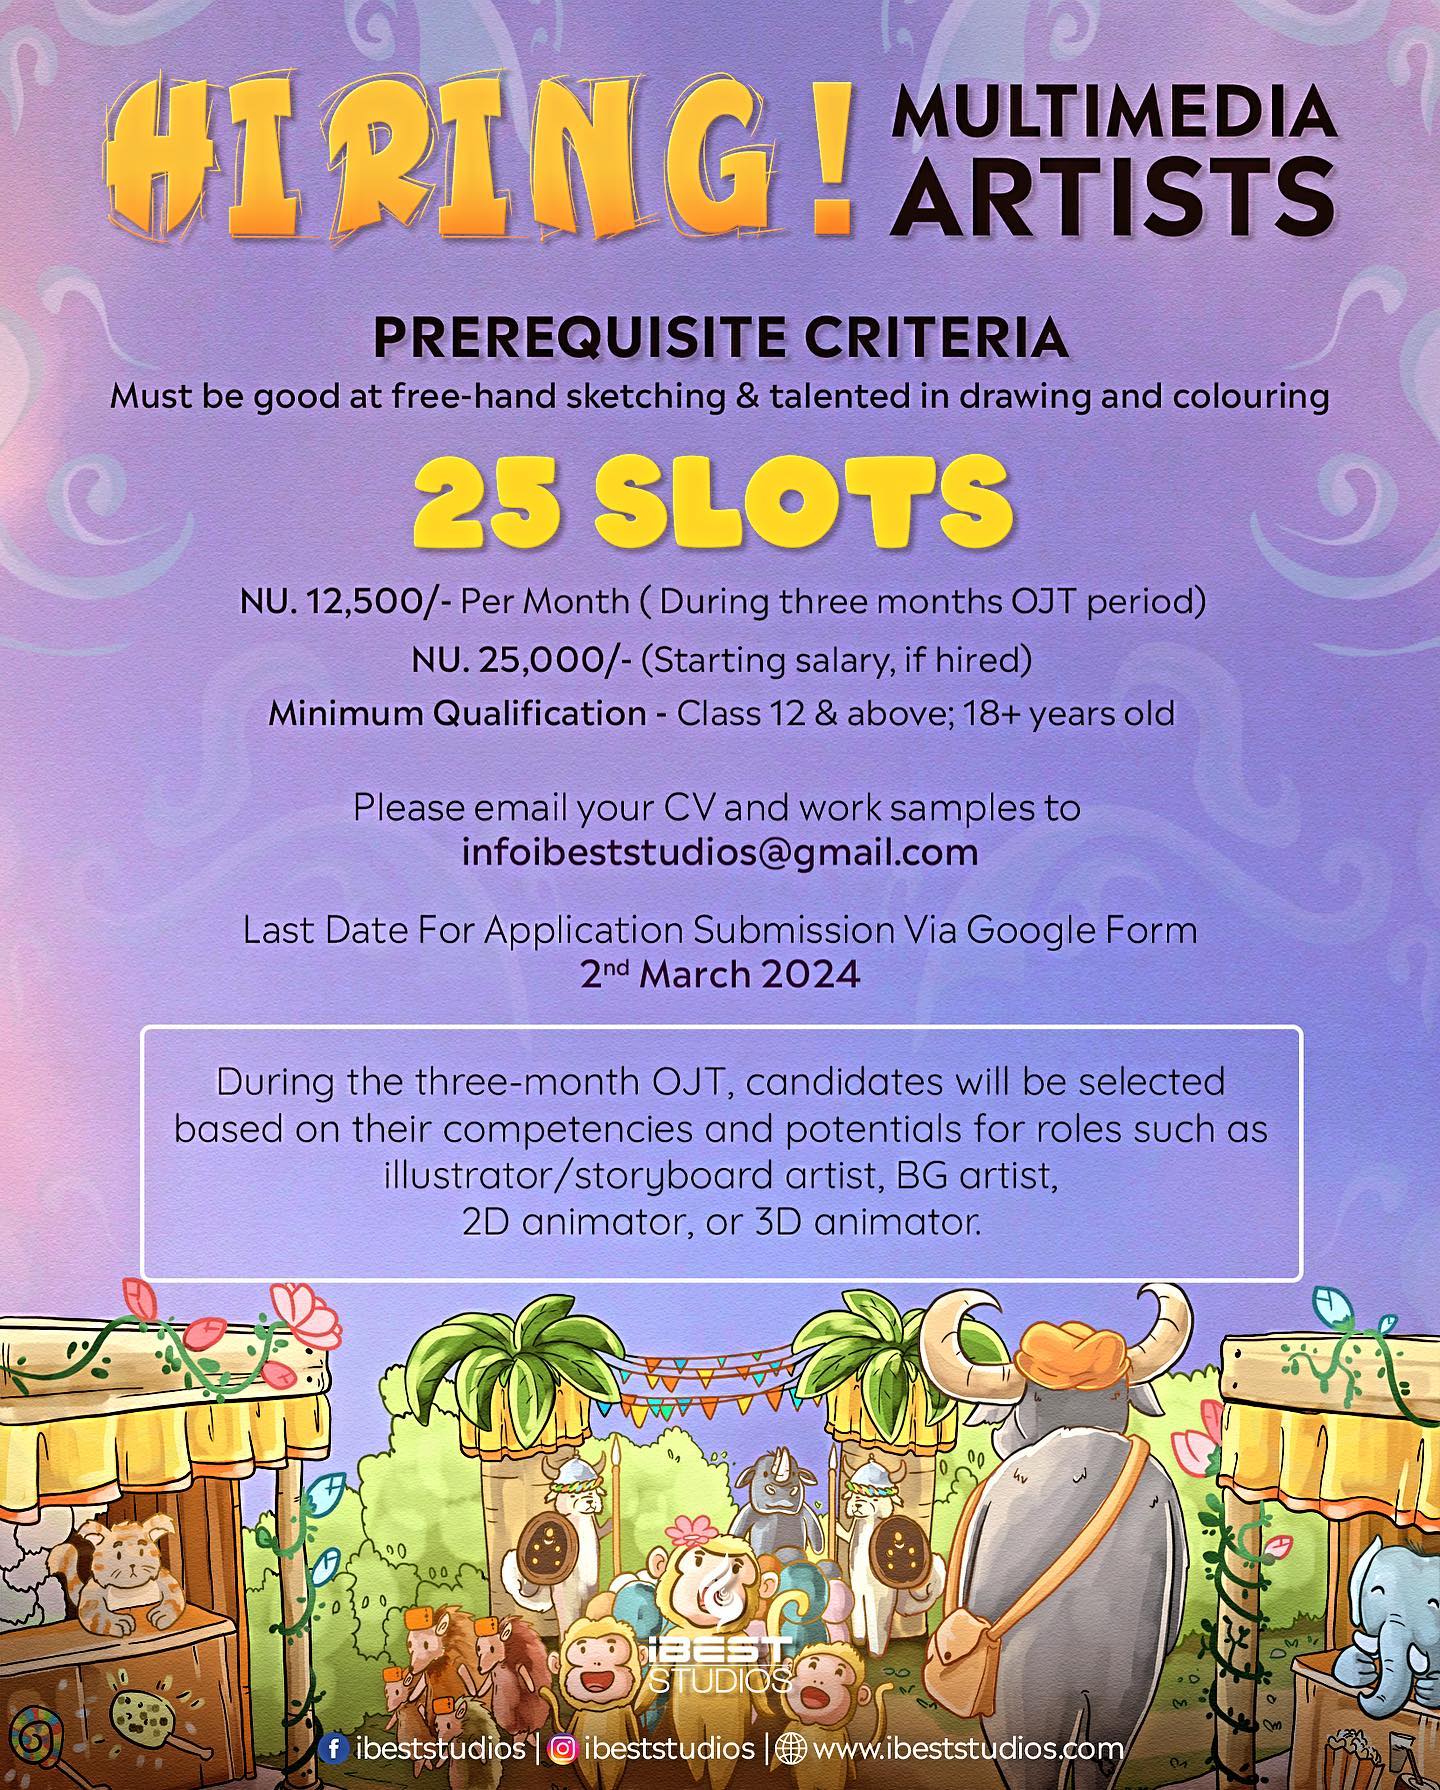 HIRING! MULTIMEDIA
ARTISTS
PREREQUISITE CRITERIA
Must be good at free-hand sketching & talented in drawing and colouring
25 SLOTS
NU. 12,500/- Per Month ( During three months OJT period)
NU. 25,000/- (Starting salary, if hired)
Minimum Qualification - Class 12 & above; 18+ years old
Please email your CV and work samples to
infoibeststudios@gmail.com
Last Date For Application Submission Via Google Form
2nd March 2024
During the three-month OJT, candidates will be selected
based on their competencies and potentials for roles such as
illustrator/storyboard artist, BG artist,
2D animator, or 3D animator.
iBEST
STUDIOS
ibeststudios | ibeststudios | www.ibeststudios.com